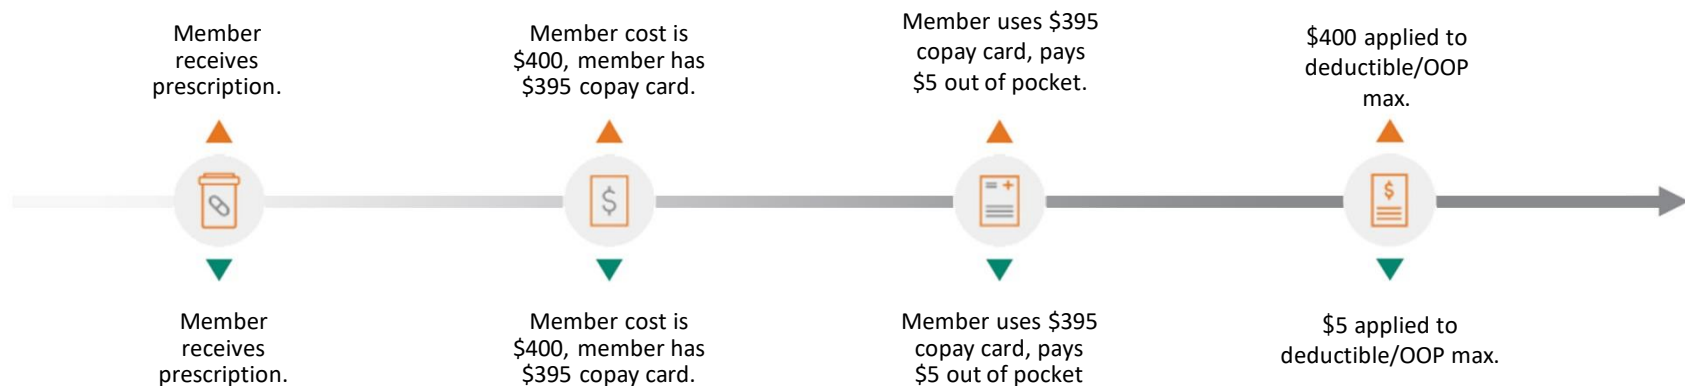 Member
receives
prescription.
Member cost is
$400, member has
$395 copay card.
Member uses $395
copay card, pays
$5 out of pocket.
$400 applied to
deductible/OOP
max.
$
$
Member
receives
prescription.
Member cost is
$400, member has
$395 copay card.
Member uses $395
copay card, pays
$5 out of pocket
$5 applied to
deductible/OOP max.